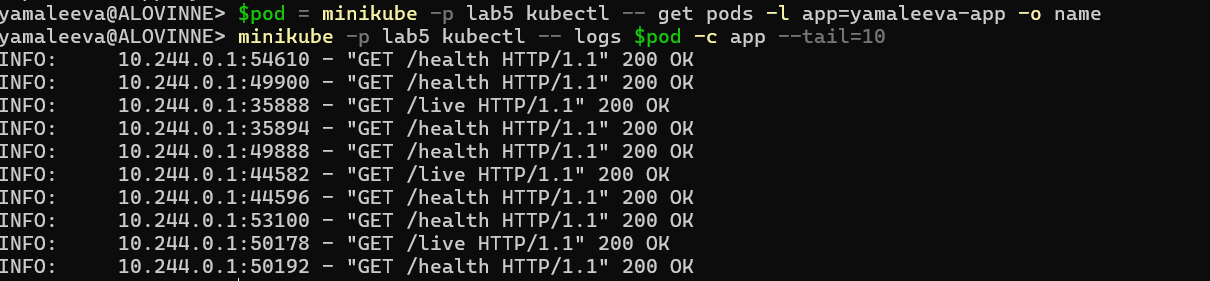 yamaleeva@ALOVINNE> $pod = minikube -p lab5 kubectl -- get pods -l app=yamaleeva-app -o name
yamaleeva@ALOVINNE> minikube -p lab5 kubectl -- logs $pod -c app --tail=10
INFO:     10.244.0.1:54610 - "GET /health HTTP/1.1" 200 OK
INFO:     10.244.0.1:49900 - "GET /health HTTP/1.1" 200 OK
INFO:     10.244.0.1:35888 - "GET /live HTTP/1.1" 200 OK
INFO:     10.244.0.1:35894 - "GET /health HTTP/1.1" 200 OK
INFO:     10.244.0.1:49888 - "GET /health HTTP/1.1" 200 OK
INFO:     10.244.0.1:44582 - "GET /live HTTP/1.1" 200 OK
INFO:     10.244.0.1:44596 - "GET /health HTTP/1.1" 200 OK
INFO:     10.244.0.1:53100 - "GET /health HTTP/1.1" 200 OK
INFO:     10.244.0.1:50178 - "GET /live HTTP/1.1" 200 OK
INFO:     10.244.0.1:50192 - "GET /health HTTP/1.1" 200 OK